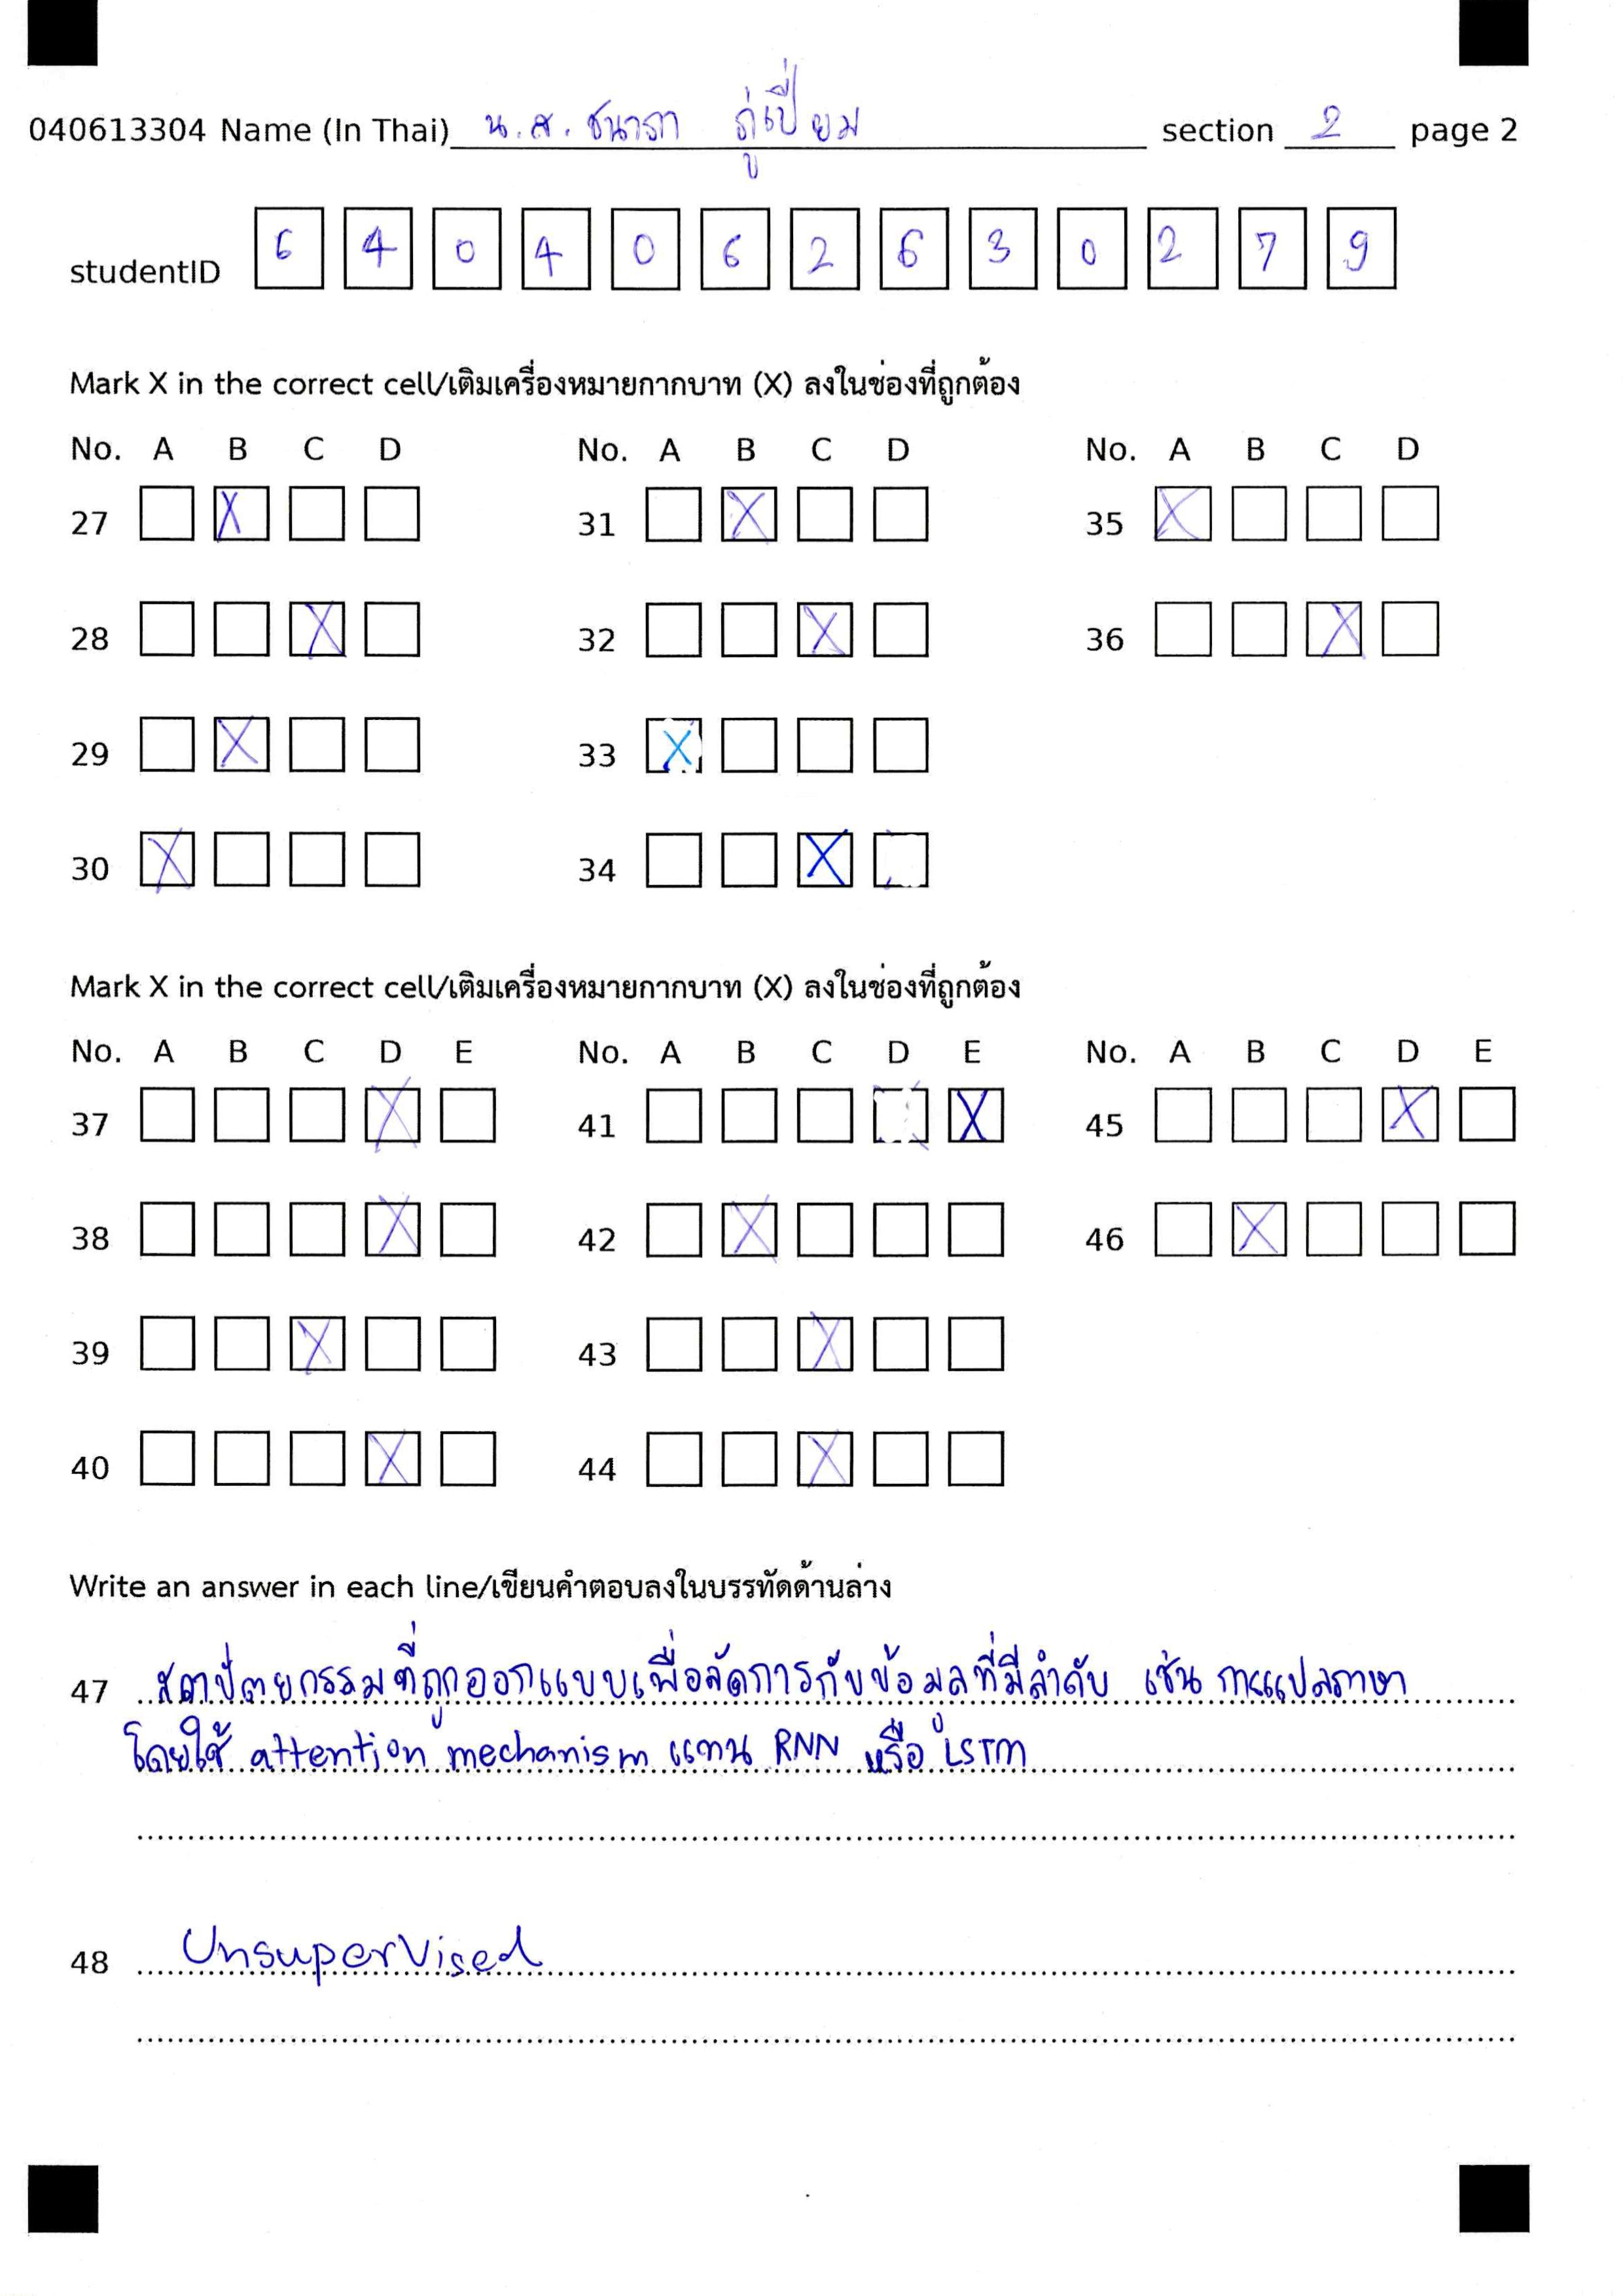 040613304 Name (In Thai) น.ส. ชนาภา ภู่เปี่ยม section 2 page 2
studentID 6 4 0 4 0 6 2 6 3 0 2 7 9
Mark X in the correct cell/เติมเครื่องหมายกากบาท (X) ลงในช่องที่ถูกต้อง
No. A B C D No. A B C D No. A B C D
27 X 31 X 35 X
28 X 32 X 36 X
29 X 33 X
30 X 34 X
Mark X in the correct cell/เติมเครื่องหมายกากบาท (X) ลงในช่องที่ถูกต้อง
No. A B C D E No. A B C D E No. A B C D E
37 X 41 X 45 X
38 X 42 X 46 X
39 X 43 X
40 X 44 X
Write an answer in each line/เขียนคำตอบลงในบรรทัดด้านล่าง
47 สถาปัตยกรรมที่ถูกออกแบบเพื่อจัดการกับข้อมูลที่มีลำดับ เช่น การแปลภาษา
โดยใช้ attention mechanism แทน RNN หรือ LSTM
48 Unsupervised